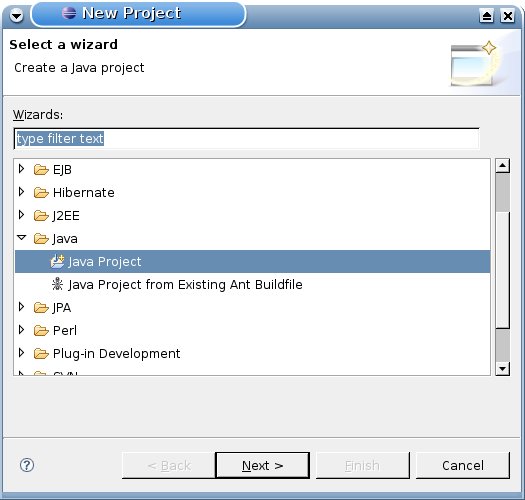 New Project
Select a wizard
Create a Java project
Wizards:
type filter text
EJB
Hibernate
J2EE
Java
Java Project
Java Project from Existing Ant Buildfile
JPA
Perl
Plug-in Development
SVN
? < Back Next > Finish Cancel